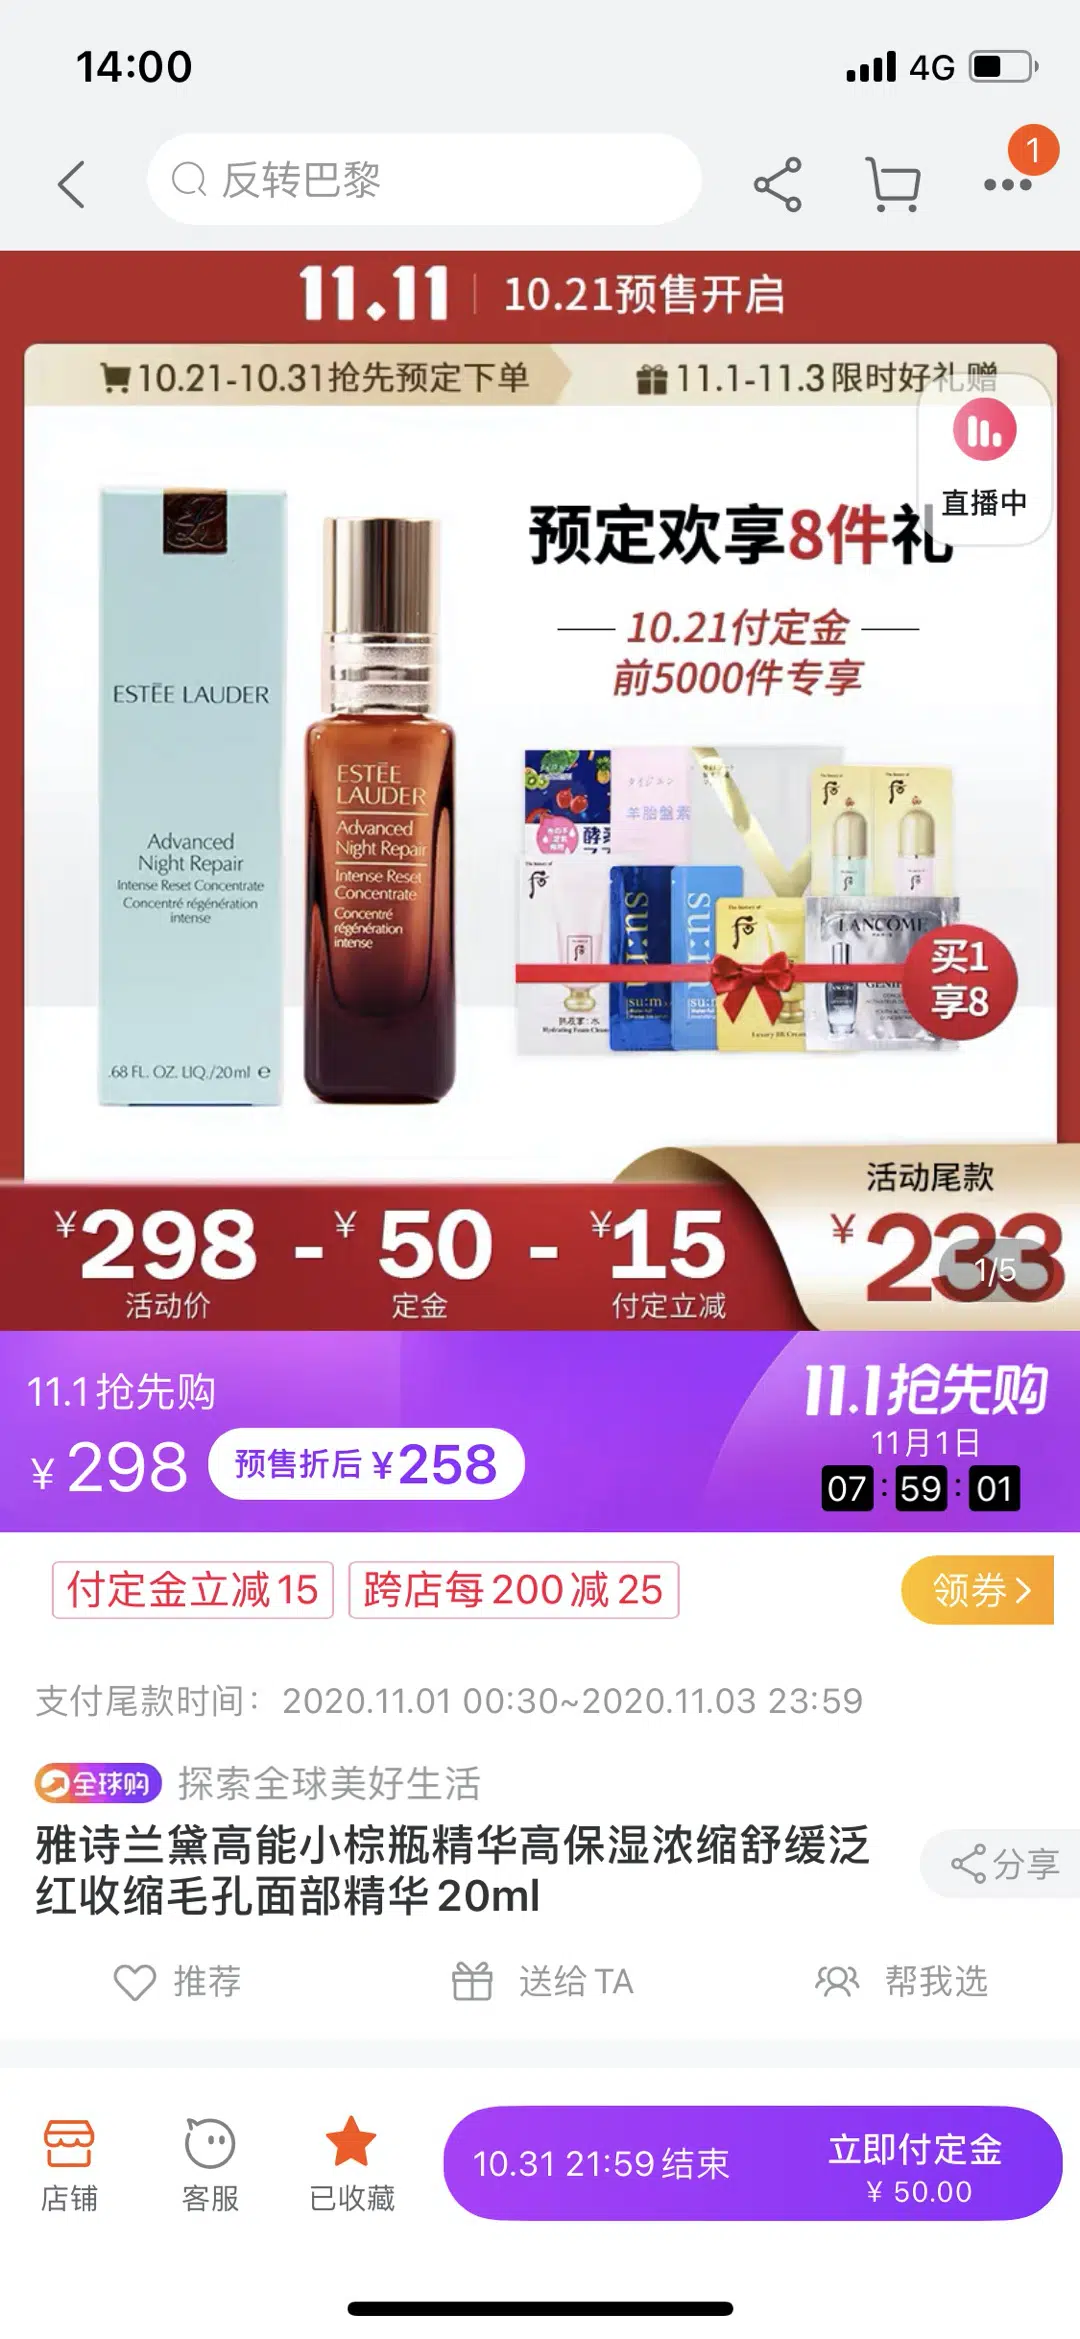 14:00
4G
反转巴黎
1
11.11
10.21预售开启
10.21-10.31抢先预定下单
11.1-11.3限时好礼赠
直播中
预定欢享8件礼
10.21付定金
前5000件专享
ESTĒE LAUDER
Advanced
Night Repair
Intense Reset Concentrate
Concentré régénération
intense
.68 FL. OZ. LIQ./20ml e
ESTĒE
LAUDER
Advanced
Night Repair
Intense Reset
Concentrate
Concentré
régénération
intense
羊胎盤素
su:m
su:m
LANCOME
买1
享8
¥298 - ¥50 - ¥15
活动价
定金
付定立减
活动尾款
¥233
1/5
11.1抢先购
¥298
预售折后¥258
11.1抢先购
11月1日
07:59:01
付定金立减15
跨店每200减25
领券
支付尾款时间：2020.11.01 00:30~2020.11.03 23:59
全球购
探索全球美好生活
雅诗兰黛高能小棕瓶精华高保湿浓缩舒缓泛
红收缩毛孔面部精华20ml
分享
推荐
送给TA
帮我选
店铺
客服
已收藏
10.31 21:59结束
立即付定金
¥ 50.00